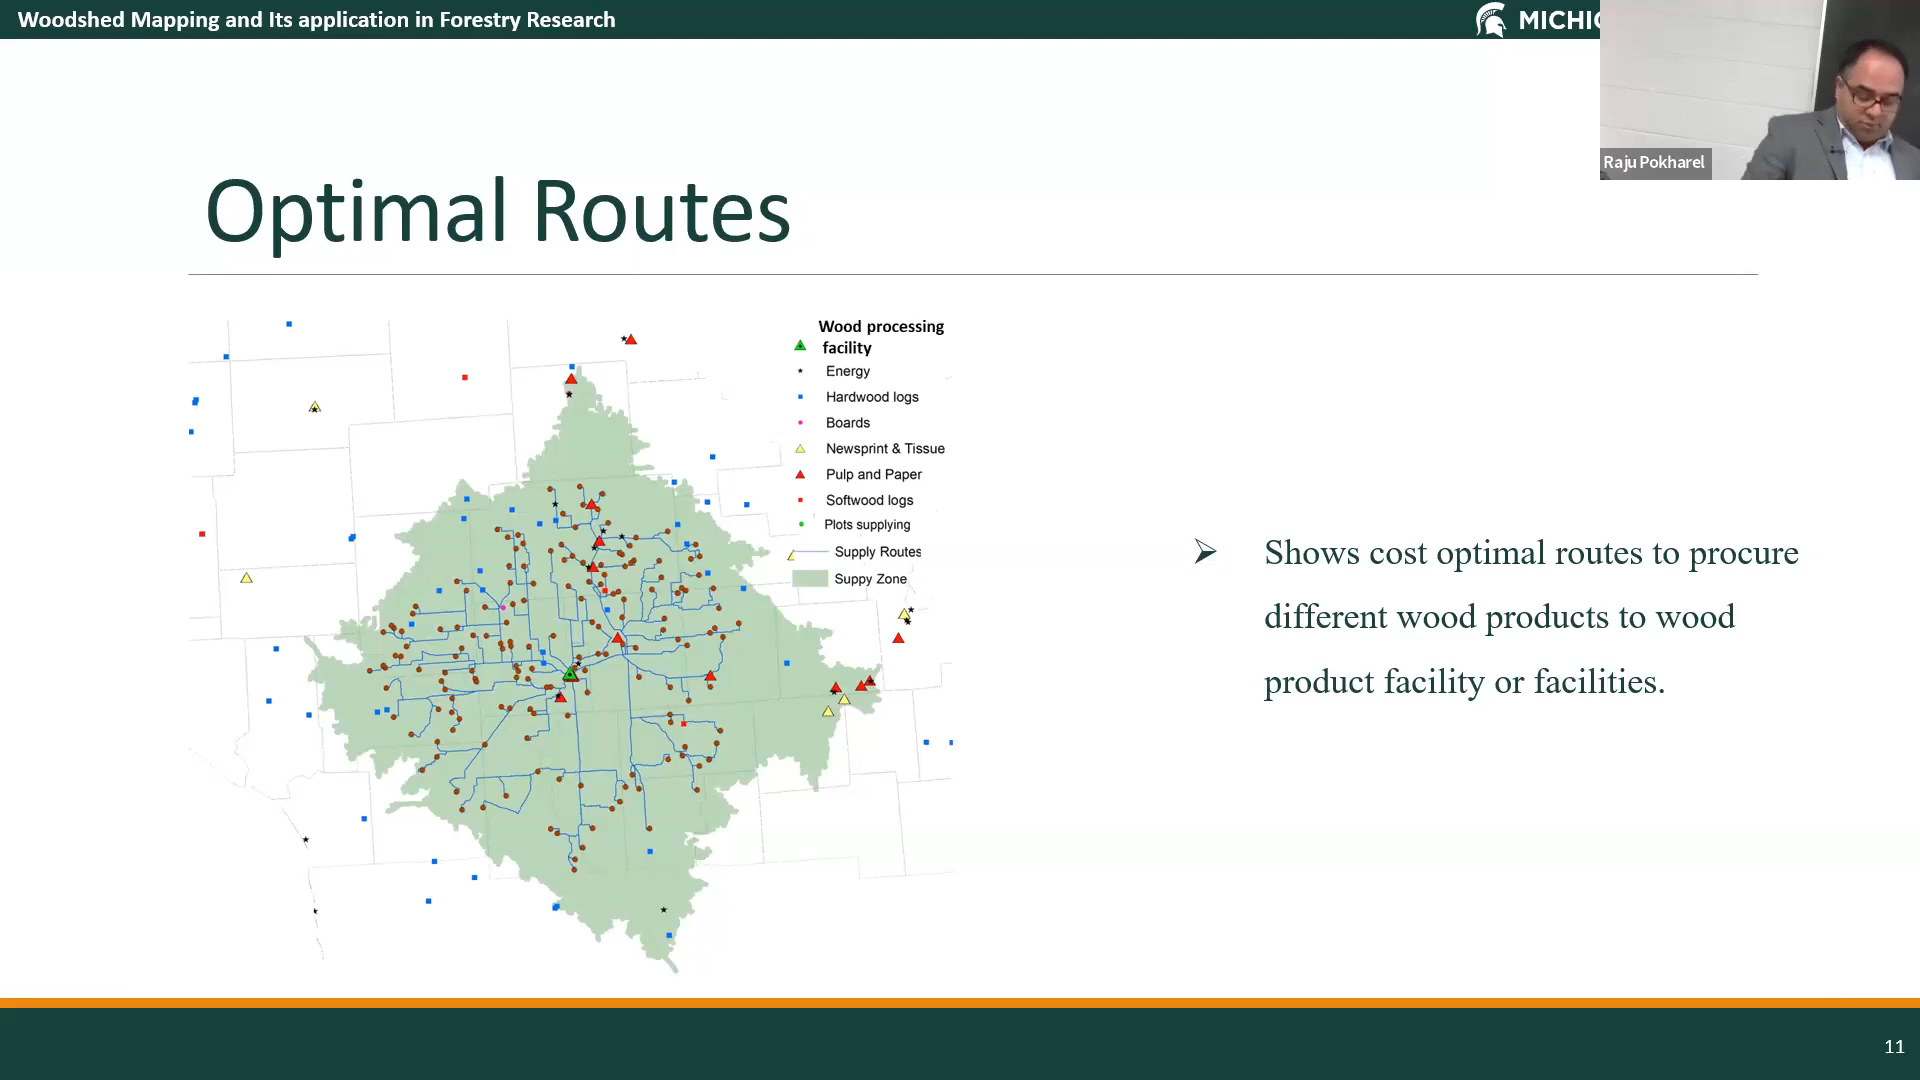 Woodshed Mapping and Its application in Forestry Research
Raju Pokharel
Optimal Routes
Wood processing
facility
Energy
Hardwood logs
Boards
Newsprint & Tissue
Pulp and Paper
Softwood logs
Plots supplying
Supply Routes
Suppy Zone
Shows cost optimal routes to procure
different wood products to wood
product facility or facilities.
11